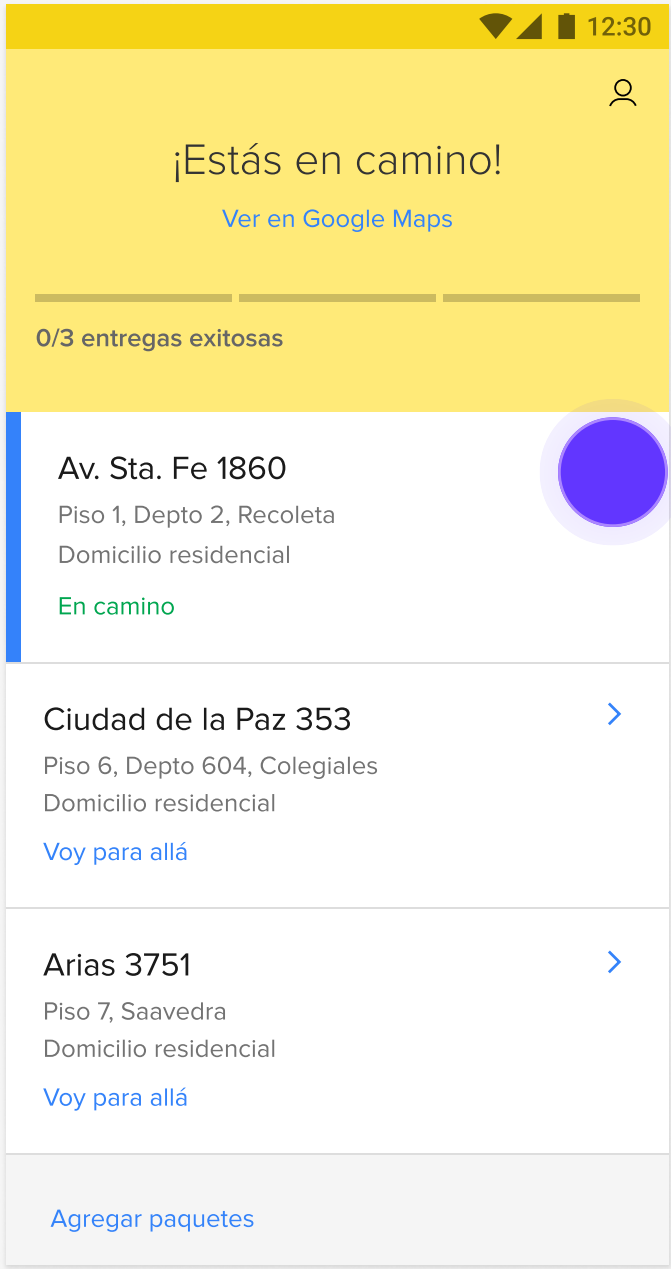 12:30
¡Estás en camino!
Ver en Google Maps
0/3 entregas exitosas
Av. Sta. Fe 1860
Piso 1, Depto 2, Recoleta
Domicilio residencial
En camino
Ciudad de la Paz 353
Piso 6, Depto 604, Colegiales
Domicilio residencial
Voy para allá
Arias 3751
Piso 7, Saavedra
Domicilio residencial
Voy para allá
Agregar paquetes